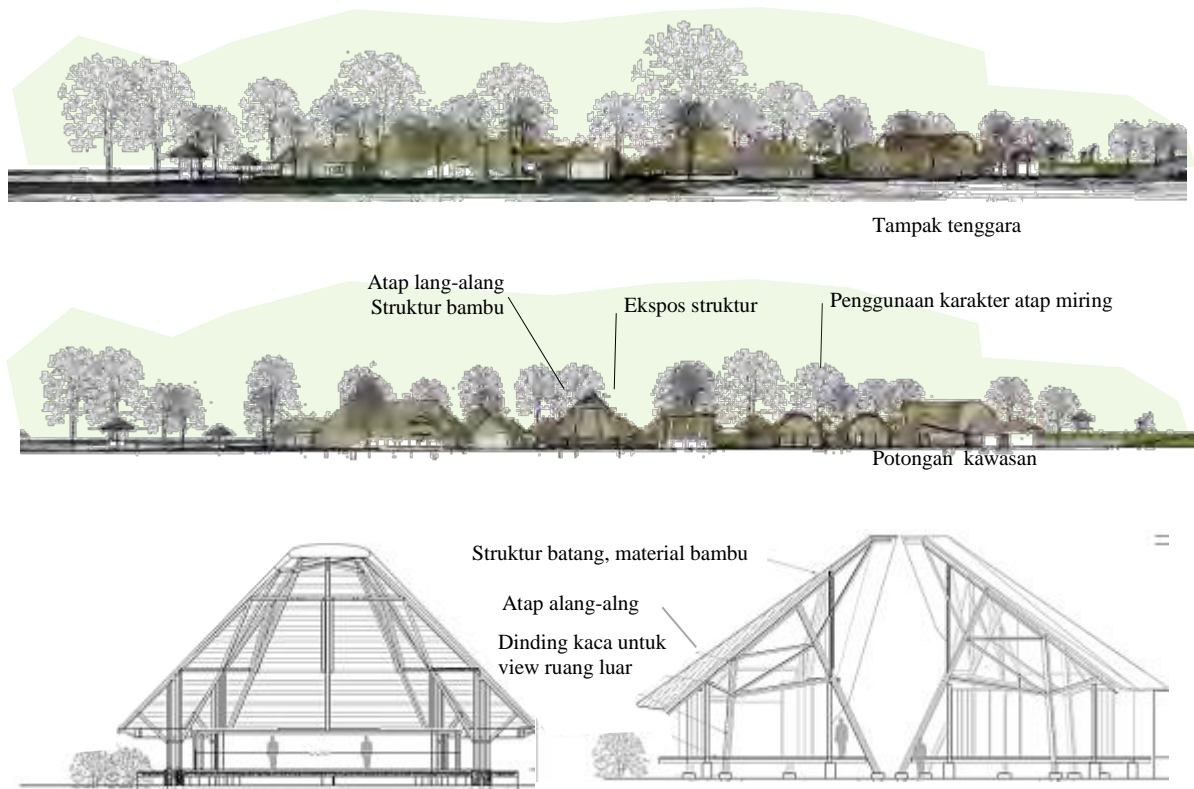 Tampak tenggara
Atap lang-alang
Struktur bambu
Ekspos struktur
Penggunaan karakter atap miring
Potongan kawasan
Struktur batang, material bambu
Atap alang-alng
Dinding kaca untuk
view ruang luar